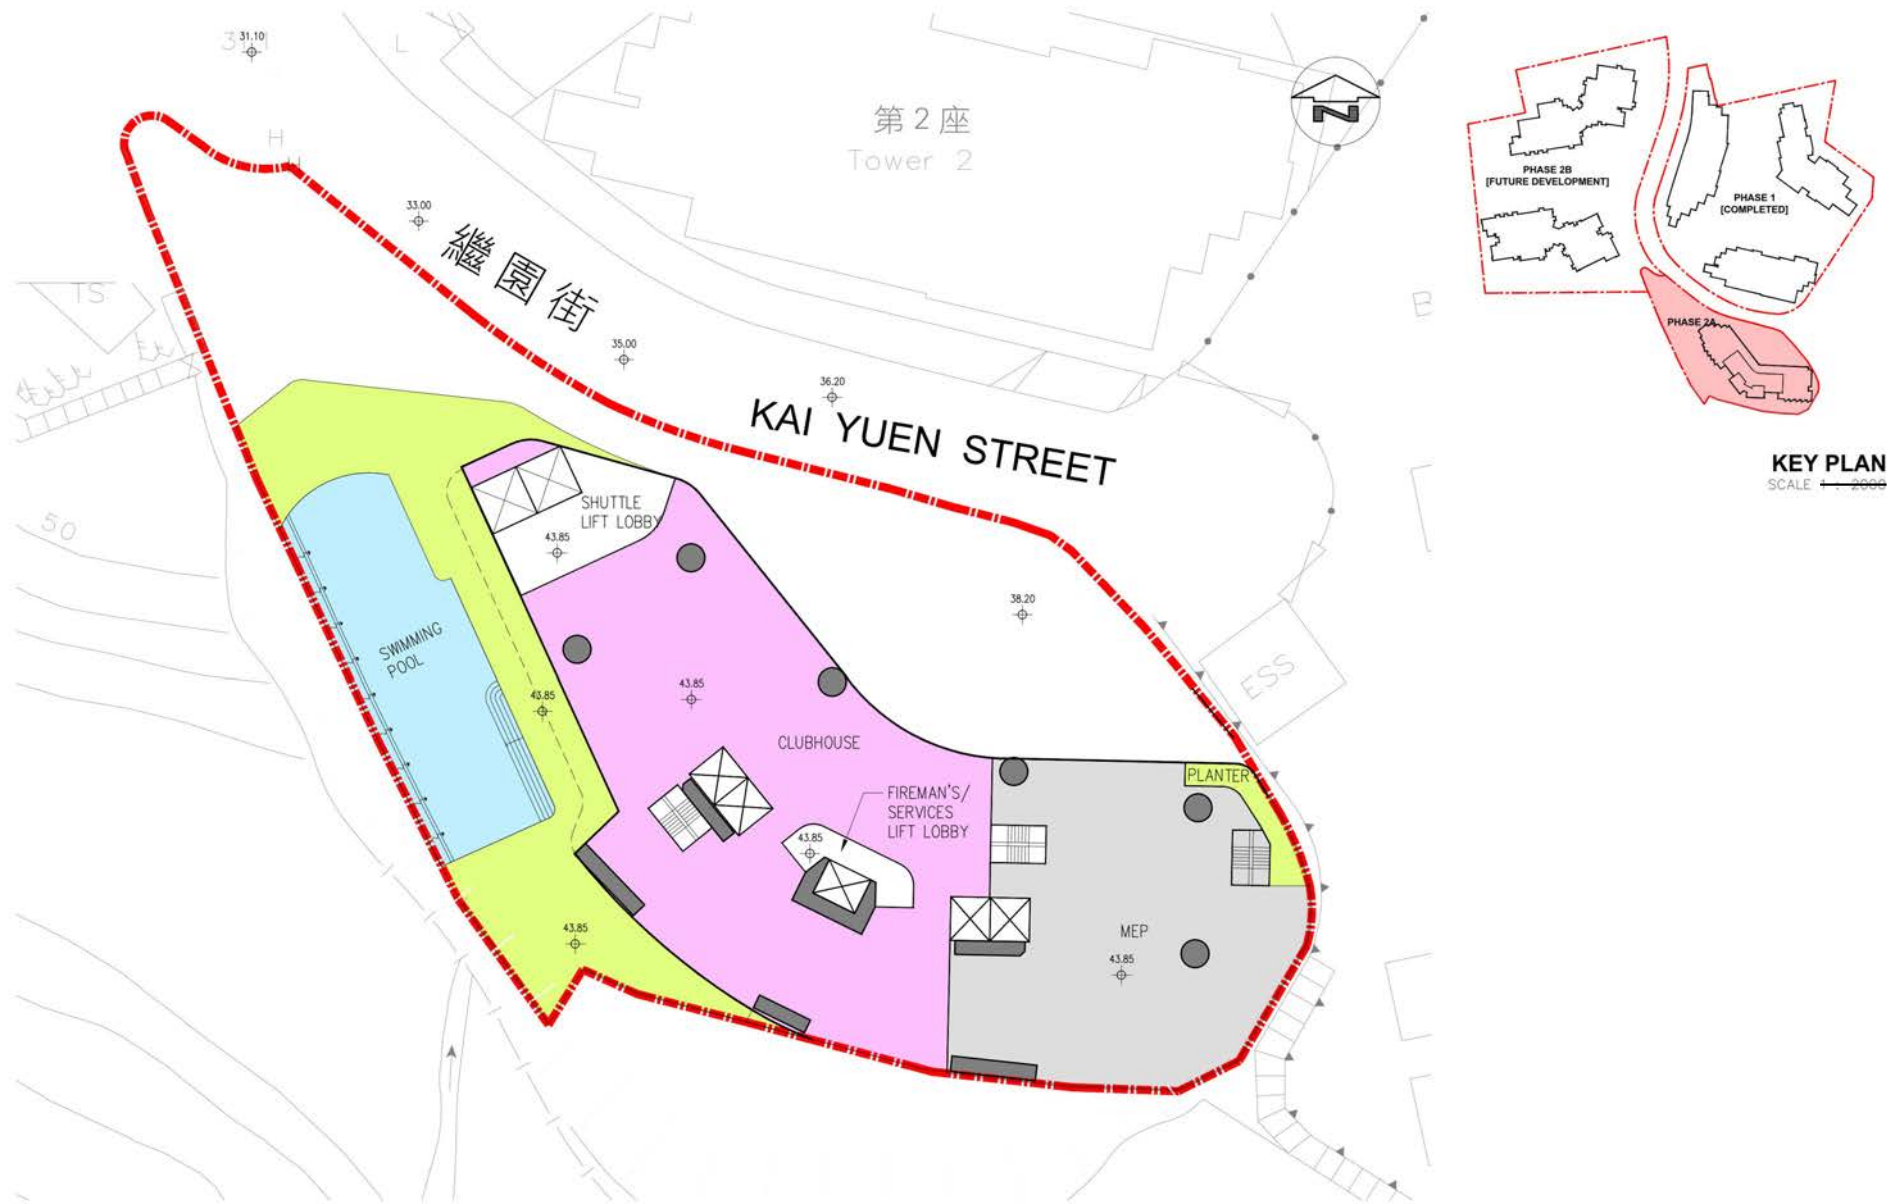 31.10
L
H
H
第2座
Tower 2
N
33.00
繼園街
35.00
36.20
KAI YUEN STREET
TS
50
B
SHUTTLE
LIFT LOBBY
43.85
38.20
ESS
SWIMMING
POOL
43.85
43.85
CLUBHOUSE
PLANTER
FIREMAN'S/
SERVICES
LIFT LOBBY
43.85
MEP
43.85
43.85
PHASE 2B
[FUTURE DEVELOPMENT]
PHASE 1
[COMPLETED]
PHASE 2A
KEY PLAN
SCALE 1 : 2000